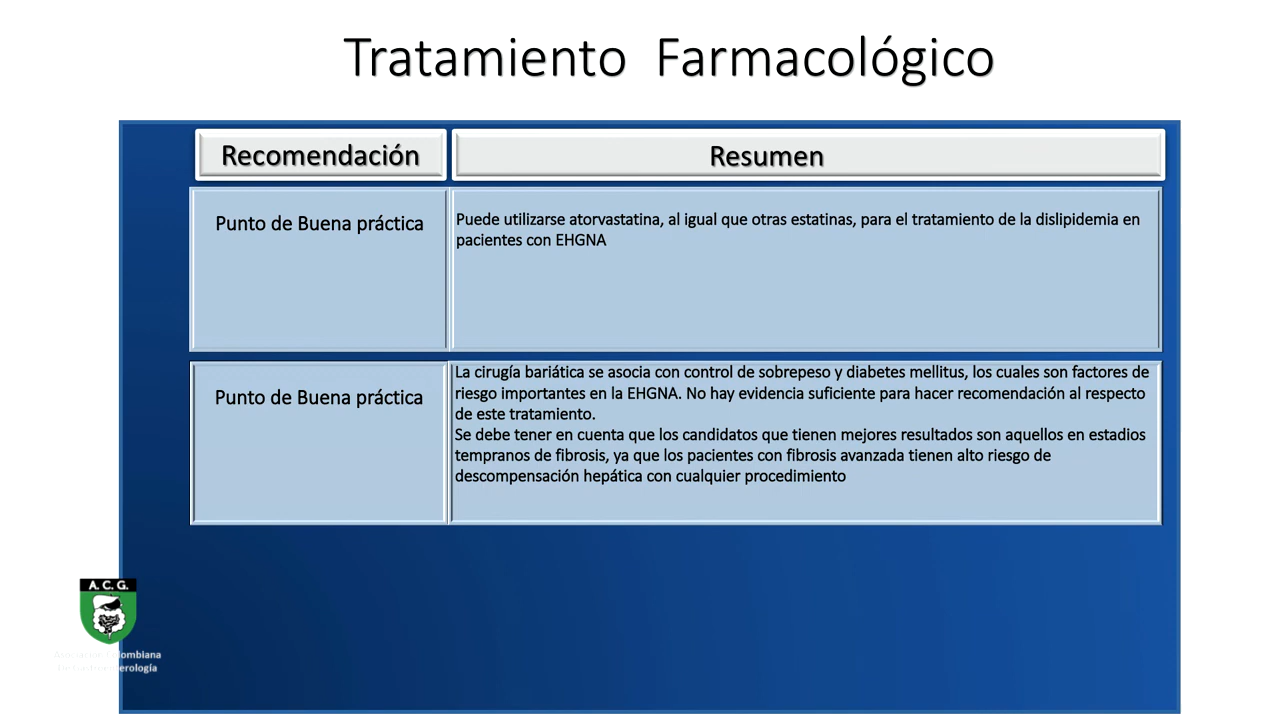 Tratamiento Farmacológico
Recomendación
Resumen
Punto de Buena práctica
Puede utilizarse atorvastatina, al igual que otras estatinas, para el tratamiento de la dislipidemia en
pacientes con EHGNA
Punto de Buena práctica
La cirugía bariática se asocia con control de sobrepeso y diabetes mellitus, los cuales son factores de
riesgo importantes en la EHGNA. No hay evidencia suficiente para hacer recomendación al respecto
de este tratamiento.
Se debe tener en cuenta que los candidatos que tienen mejores resultados son aquellos en estadios
tempranos de fibrosis, ya que los pacientes con fibrosis avanzada tienen alto riesgo de
descompensación hepática con cualquier procedimiento
A. C. G.